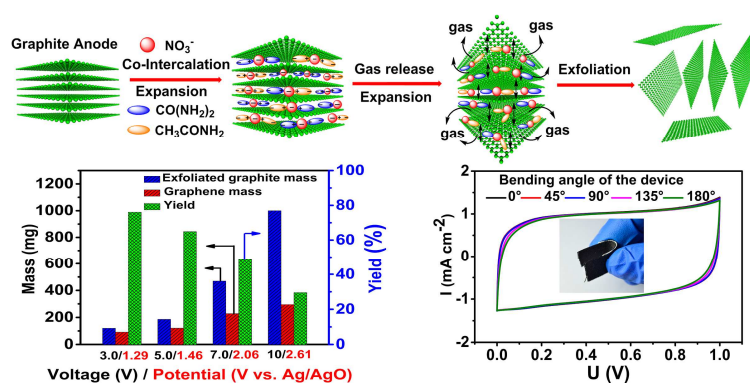 Graphite Anode
NO₃⁻
Co-Intercalation
Expansion
CO(NH₂)₂
CH₃CONH₂
Gas release
Expansion
gas
gas
gas
gas
Exfoliation
Exfoliated graphite mass
Graphene mass
Yield
Mass (mg)
1200
1000
800
600
400
200
0
Yield(%)
100
80
60
40
20
0
3.0/1.29 5.0/1.46 7.0/2.06 10/2.61
Voltage (V) / Potential (V vs. Ag/AgO)
Bending angle of the device
0° 45° 90° 135° 180°
I (mA cm⁻²)
2
1
0
-1
-2
0.0 0.2 0.4 0.6 0.8 1.0
U (V)